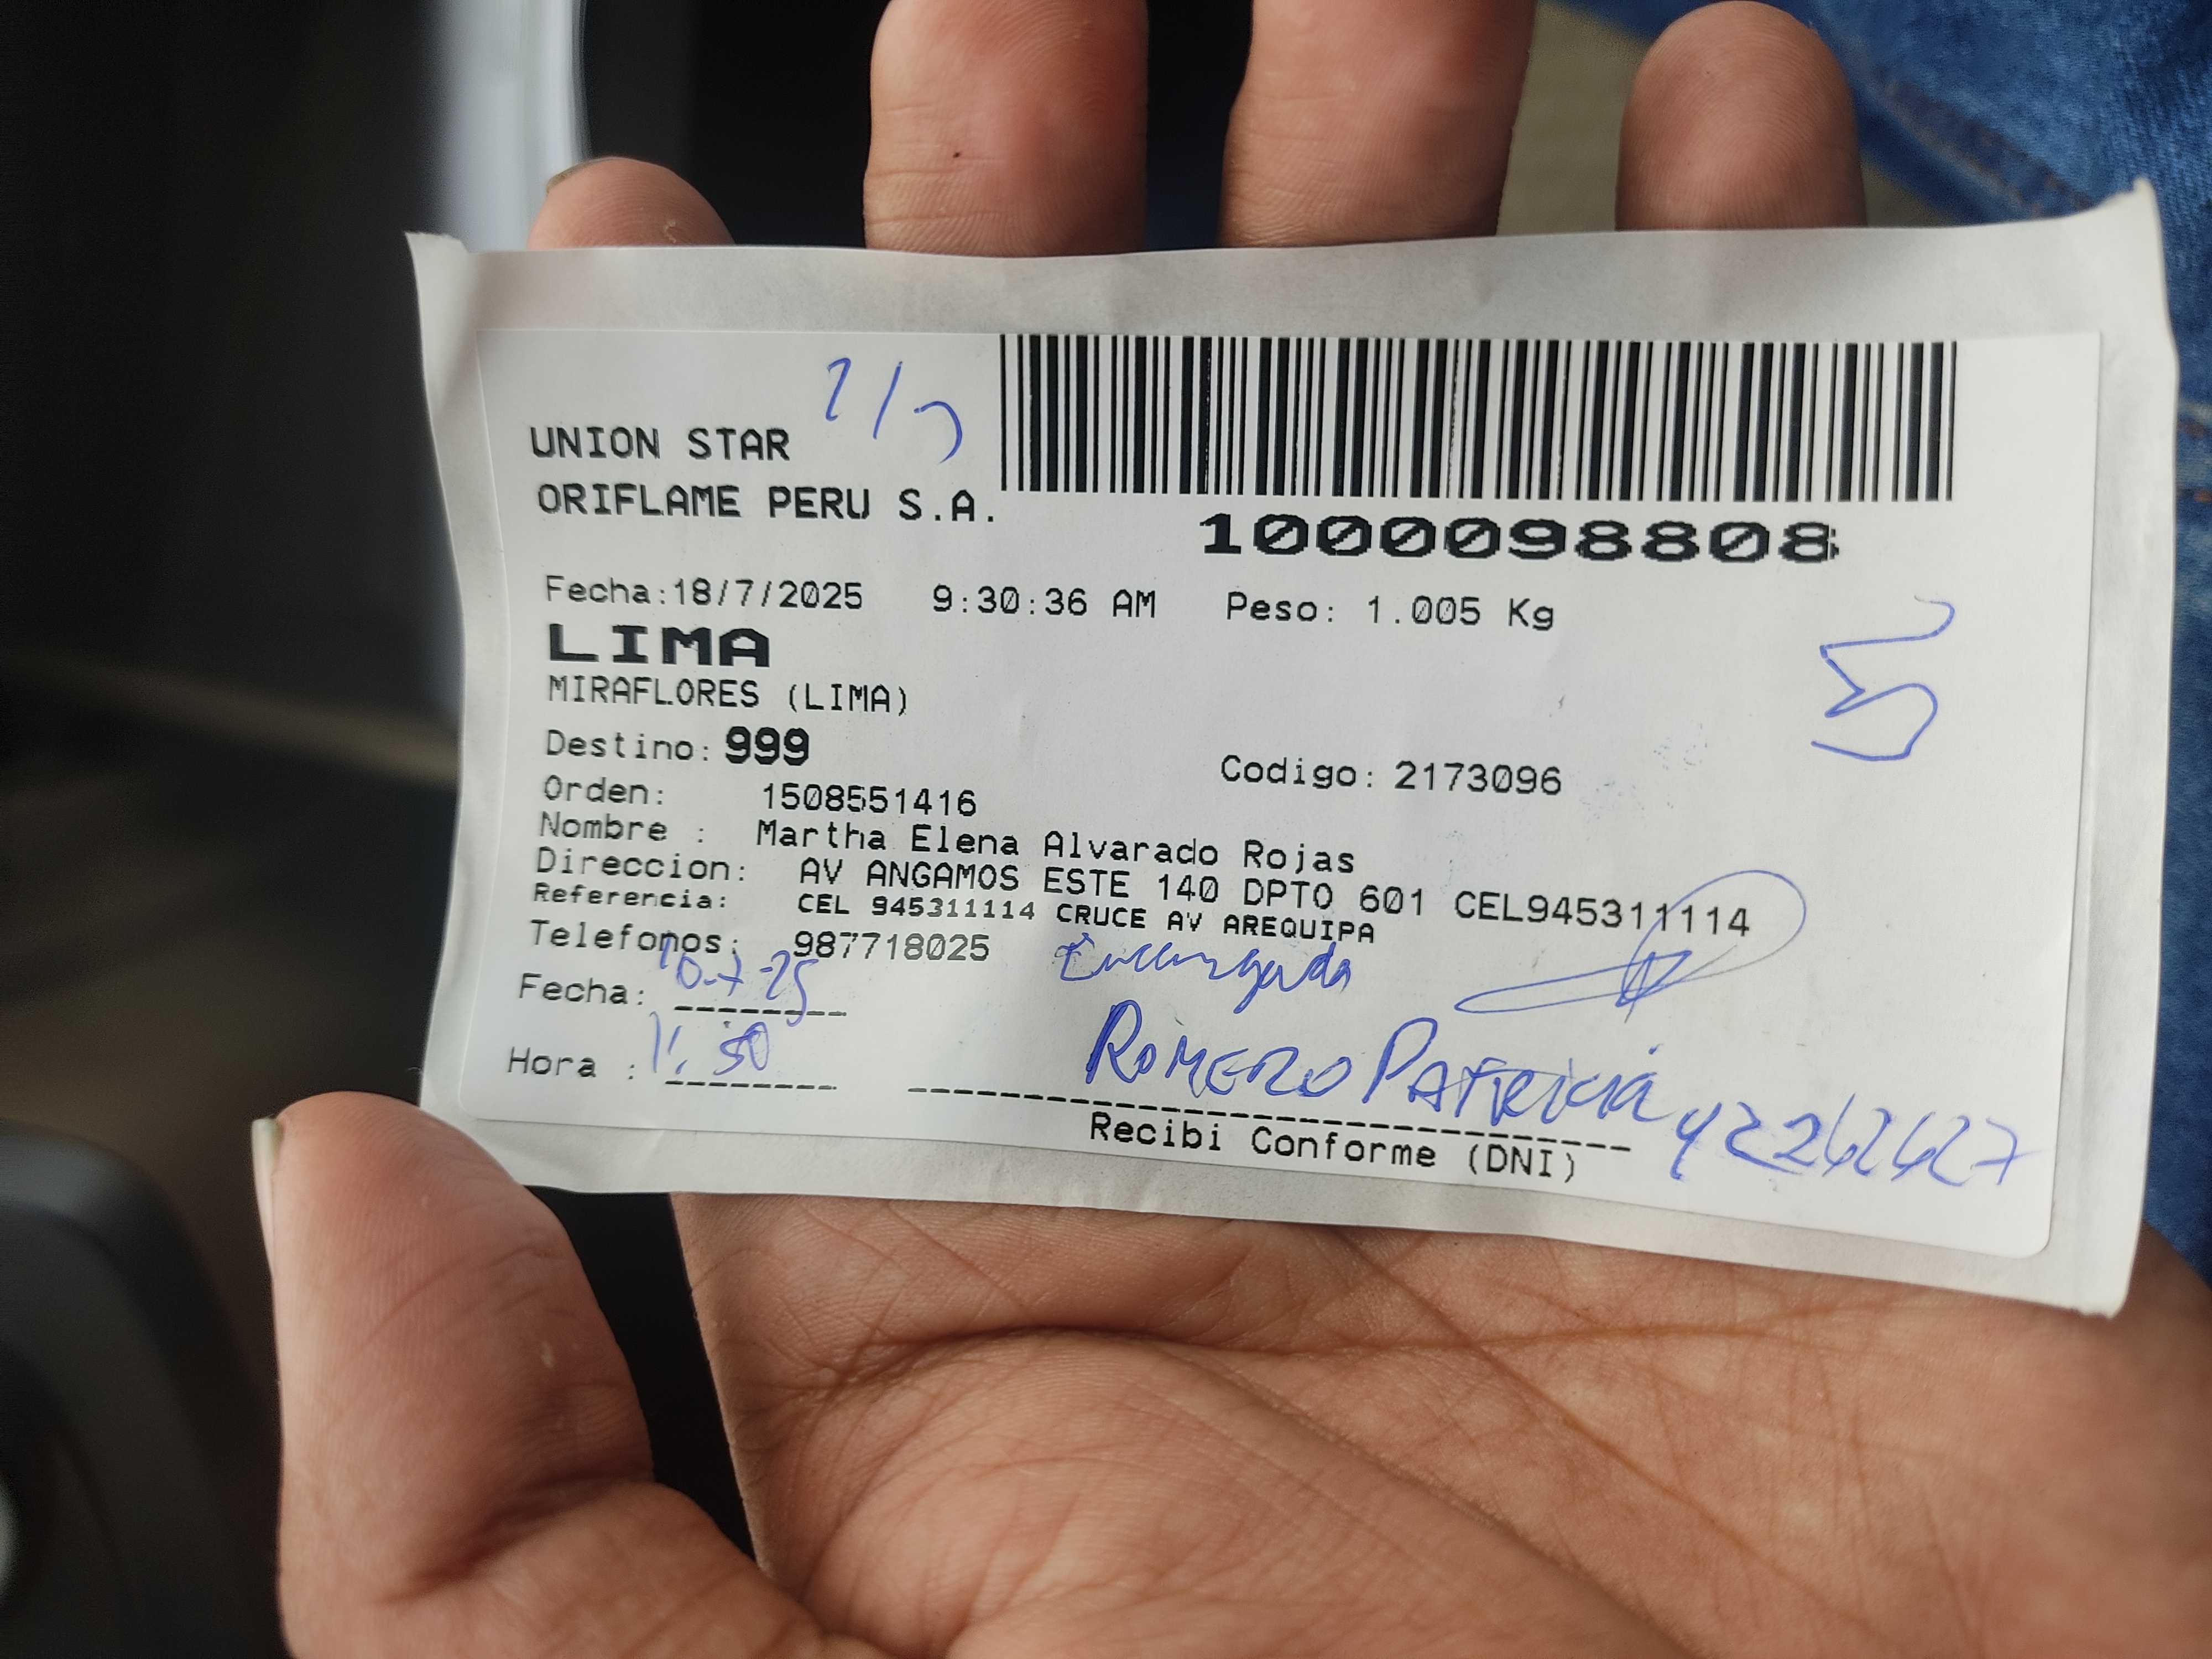 UNION STAR
ORIFLAME PERU S.A.
1000098808
Fecha:18/7/2025 9:30:36 AM Peso: 1.005 Kg
LIMA
MIRAFLORES (LIMA)
Destino: 999 Codigo: 2173096
Orden: 1508551416
Nombre : Martha Elena Alvarado Rojas
Direccion: AV ANGAMOS ESTE 140 DPTO 601 CEL945311114
Referencia: CEL 945311114 CRUCE AV AREQUIPA
Telefonos: 987718025 Encargada
Fecha:
Hora : ROMERO PATRICIA 42262627
Recibi Conforme (DNI)